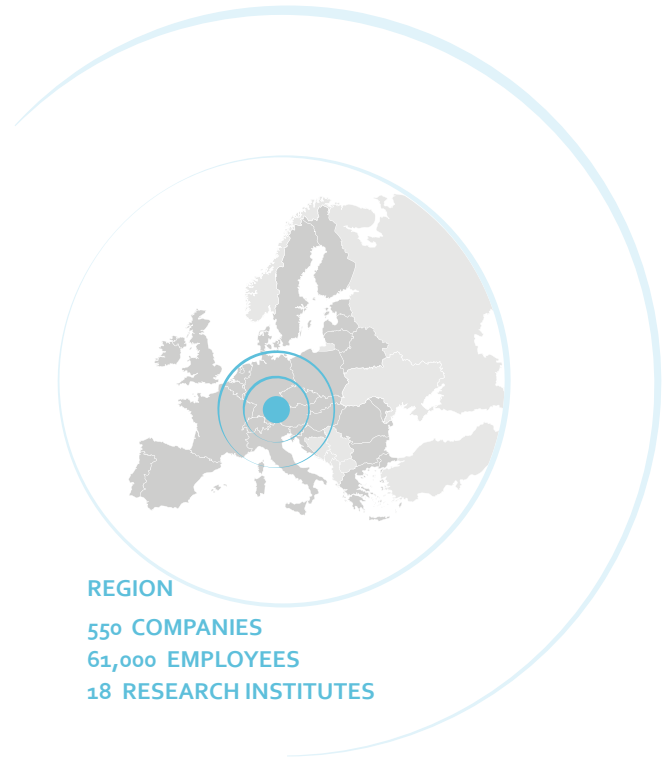 REGION
550 COMPANIES
61,000 EMPLOYEES
18 RESEARCH INSTITUTES